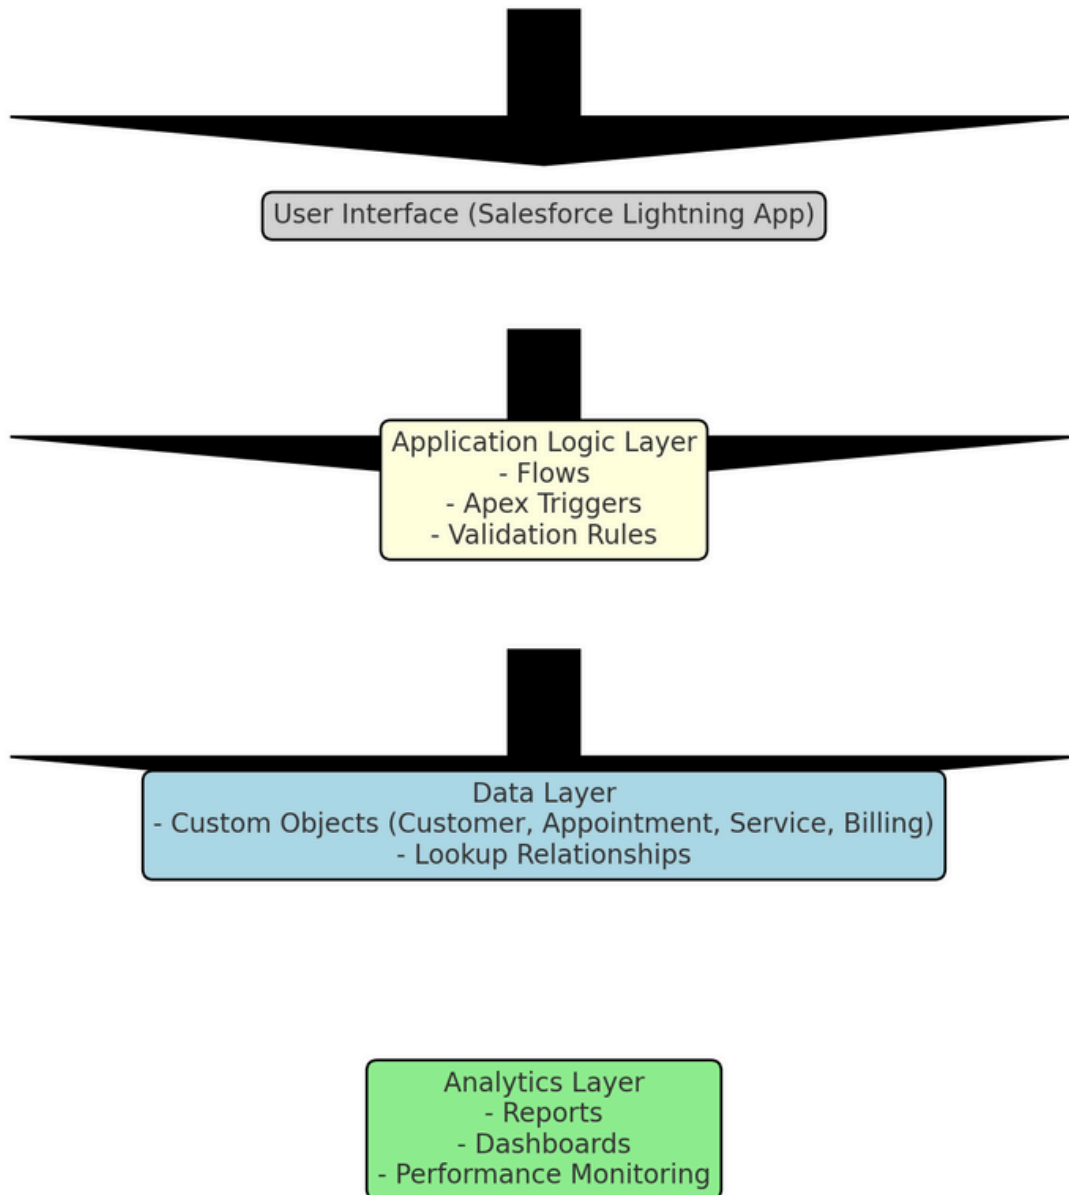 User Interface (Salesforce Lightning App)
Application Logic Layer
- Flows
- Apex Triggers
- Validation Rules
Data Layer
- Custom Objects (Customer, Appointment, Service, Billing)
- Lookup Relationships
Analytics Layer
- Reports
- Dashboards
- Performance Monitoring